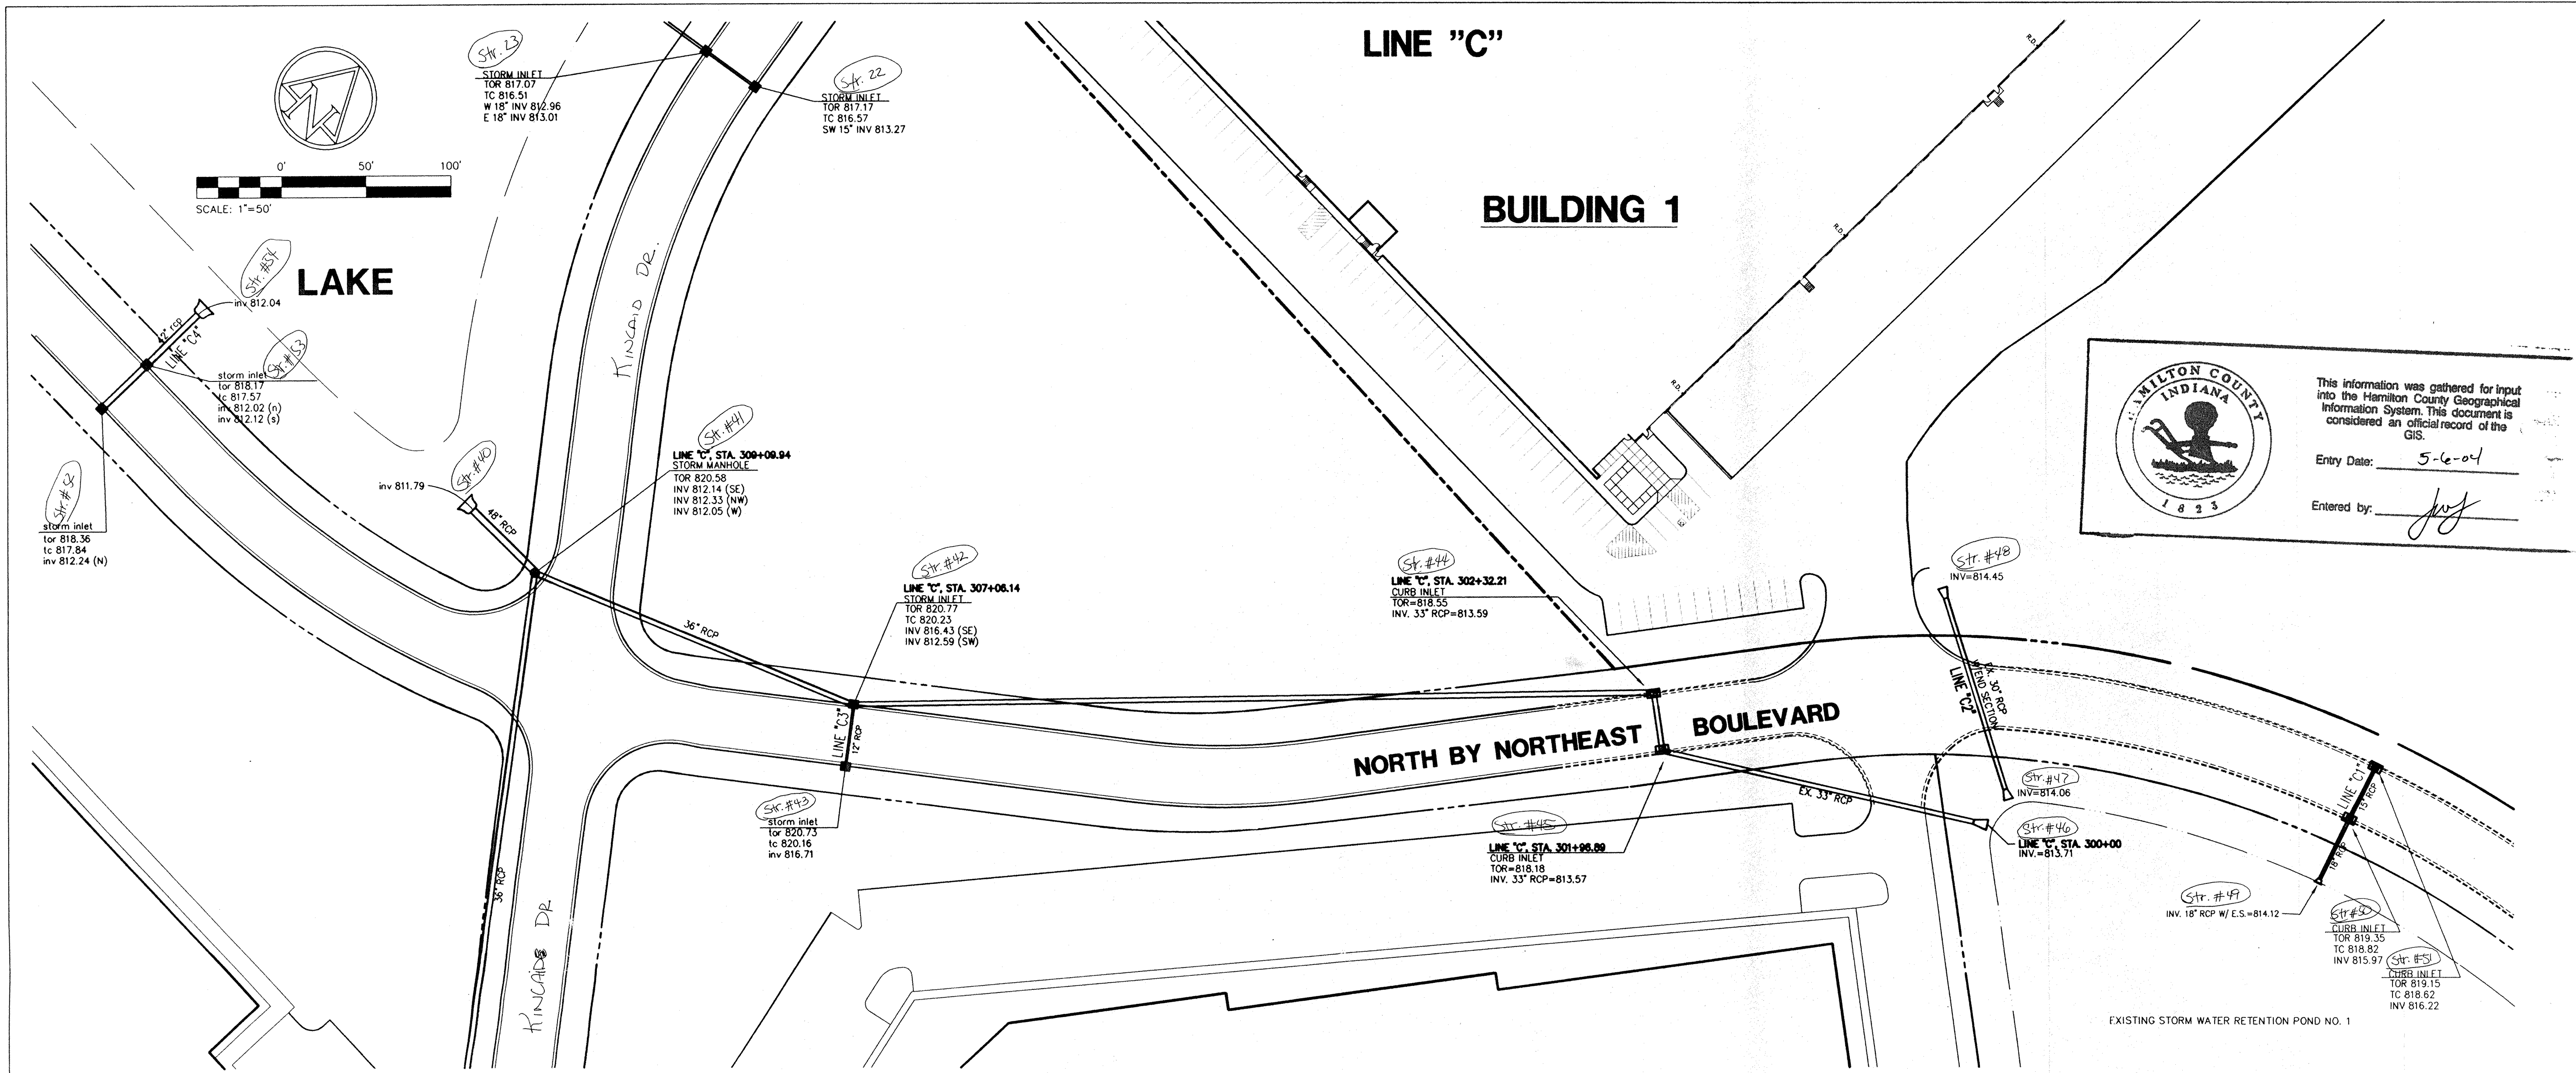 LINE "C"
Str. 23
STORM INLET
TOR 817.07
TC 816.51
W 18" INV 812.96
E 18" INV 813.01
Str. 22
STORM INLET
TOR 817.17
TC 816.57
SW 15" INV 813.27
N
0' 50' 100'
SCALE: 1"=50'
BUILDING 1
R.D.
R.D.
R.D.
LAKE
KINCAID DR.
Str. #54
inv 812.04
12" rcp
LINE "C4"
Str. #53
storm inlet
tor 818.17
tc 817.57
inv 812.02 (n)
inv 812.12 (s)
Str. #52
storm inlet
tor 818.36
tc 817.84
inv 812.24 (N)
Str. #40
inv 811.79
48" RCP
Str. #41
LINE "C", STA. 309+09.94
STORM MANHOLE
TOR 820.58
INV 812.14 (SE)
INV 812.33 (NW)
INV 812.05 (W)
36" RCP
Str. #42
LINE "C", STA. 307+06.14
STORM INLET
TOR 820.77
TC 820.23
INV 816.43 (SE)
INV 812.59 (SW)
LINE "C3"
12" RCP
Str. #43
storm inlet
tor 820.73
tc 820.16
inv 816.71
36" RCP
KINCAIDE DR
Str. #44
LINE "C", STA. 302+32.21
CURB INLET
TOR=818.55
INV. 33" RCP=813.59
NORTH BY NORTHEAST BOULEVARD
Str. #45
LINE "C", STA. 301+96.89
CURB INLET
TOR=818.18
INV. 33" RCP=813.57
EX. 33" RCP
Str. #48
INV=814.45
EX. 30" RCP
W/END SECTION
LINE "C2"
Str. #47
INV=814.06
Str. #46
LINE "C", STA. 300+00
INV.=813.71
LINE "C1"
15" RCP
18" RCP
Str. #49
INV. 18" RCP W/ E.S.=814.12
Str #50
CURB INLET
TOR 819.35
TC 818.82
INV 815.97
Str. #51
CURB INLET
TOR 819.15
TC 818.62
INV 816.22
EXISTING STORM WATER RETENTION POND NO. 1
HAMILTON COUNTY
INDIANA
1823
This information was gathered for input
into the Hamilton County Geographical
Information System. This document is
considered an official record of the
GIS.
Entry Date: 5-6-04
Entered by: